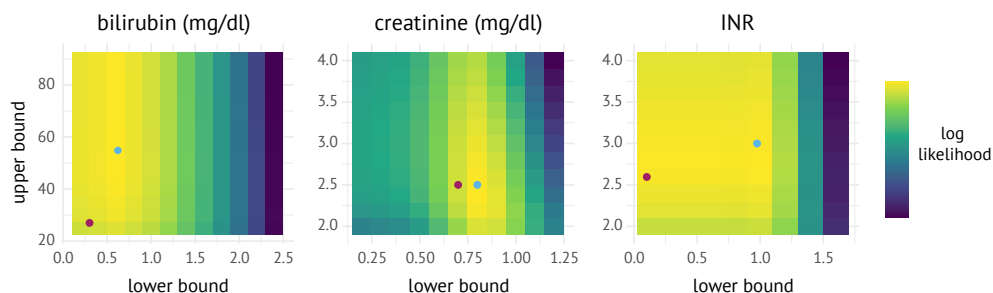 bilirubin (mg/dl)
creatinine (mg/dl)
INR
upper bound
80
60
40
20
0.0 0.5 1.0 1.5 2.0 2.5
lower bound
4.0
3.5
3.0
2.5
2.0
0.25 0.50 0.75 1.00 1.25
lower bound
4.0
3.5
3.0
2.5
2.0
0.0 0.5 1.0 1.5
lower bound
log
likelihood